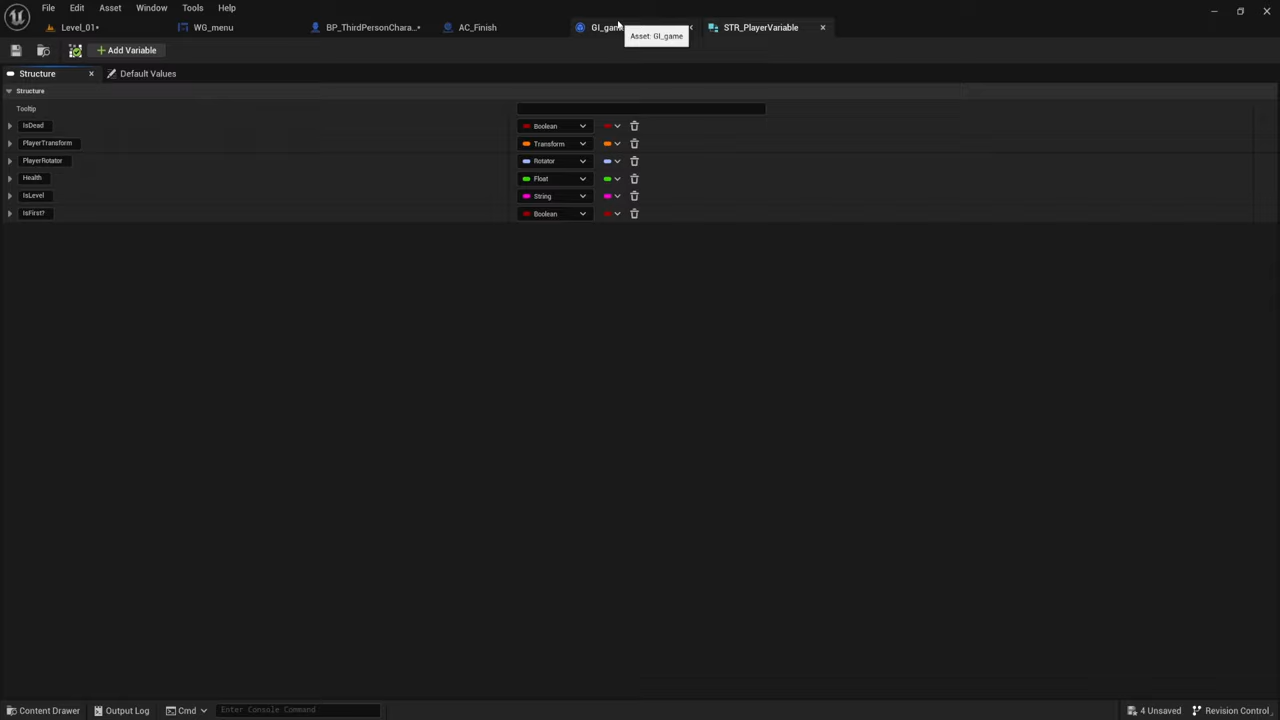 File Edit Asset Window Tools Help
Level_01* WG_menu BP_ThirdPersonChara...* AC_Finish STR_PlayerVariable
Asset: GI_game
Add Variable
Structure Default Values
Structure
Tooltip
IsDead Boolean
PlayerTransform Transform
PlayerRotator Rotator
Health Float
IsLevel String
IsFirst? Boolean
Content Drawer Output Log Cmd Enter Console Command 4 Unsaved Revision Control